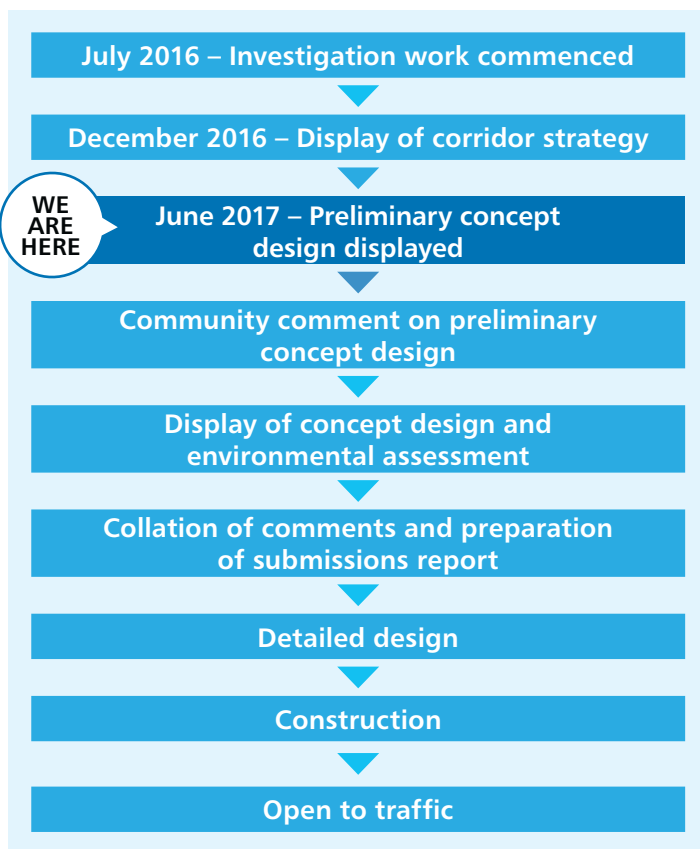 July 2016 – Investigation work commenced
December 2016 – Display of corridor strategy
WE
ARE
HERE
June 2017 – Preliminary concept
design displayed
Community comment on preliminary
concept design
Display of concept design and
environmental assessment
Collation of comments and preparation
of submissions report
Detailed design
Construction
Open to traffic